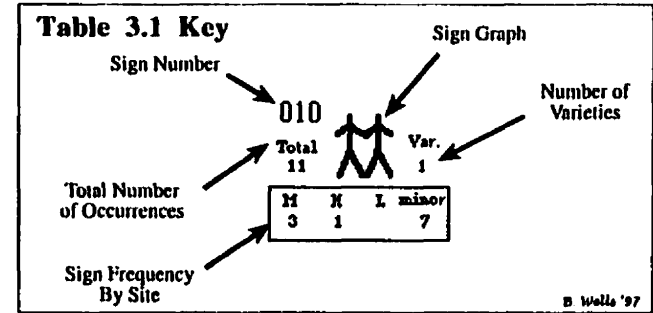 Table 3.1 Key
Sign Graph
Sign Number
Number of
Varieties
010
Total
11
Var.
1
Total Number
of Occurrences
M H L minor
3 1 7
Sign Frequency
By Site
B. Wells '97